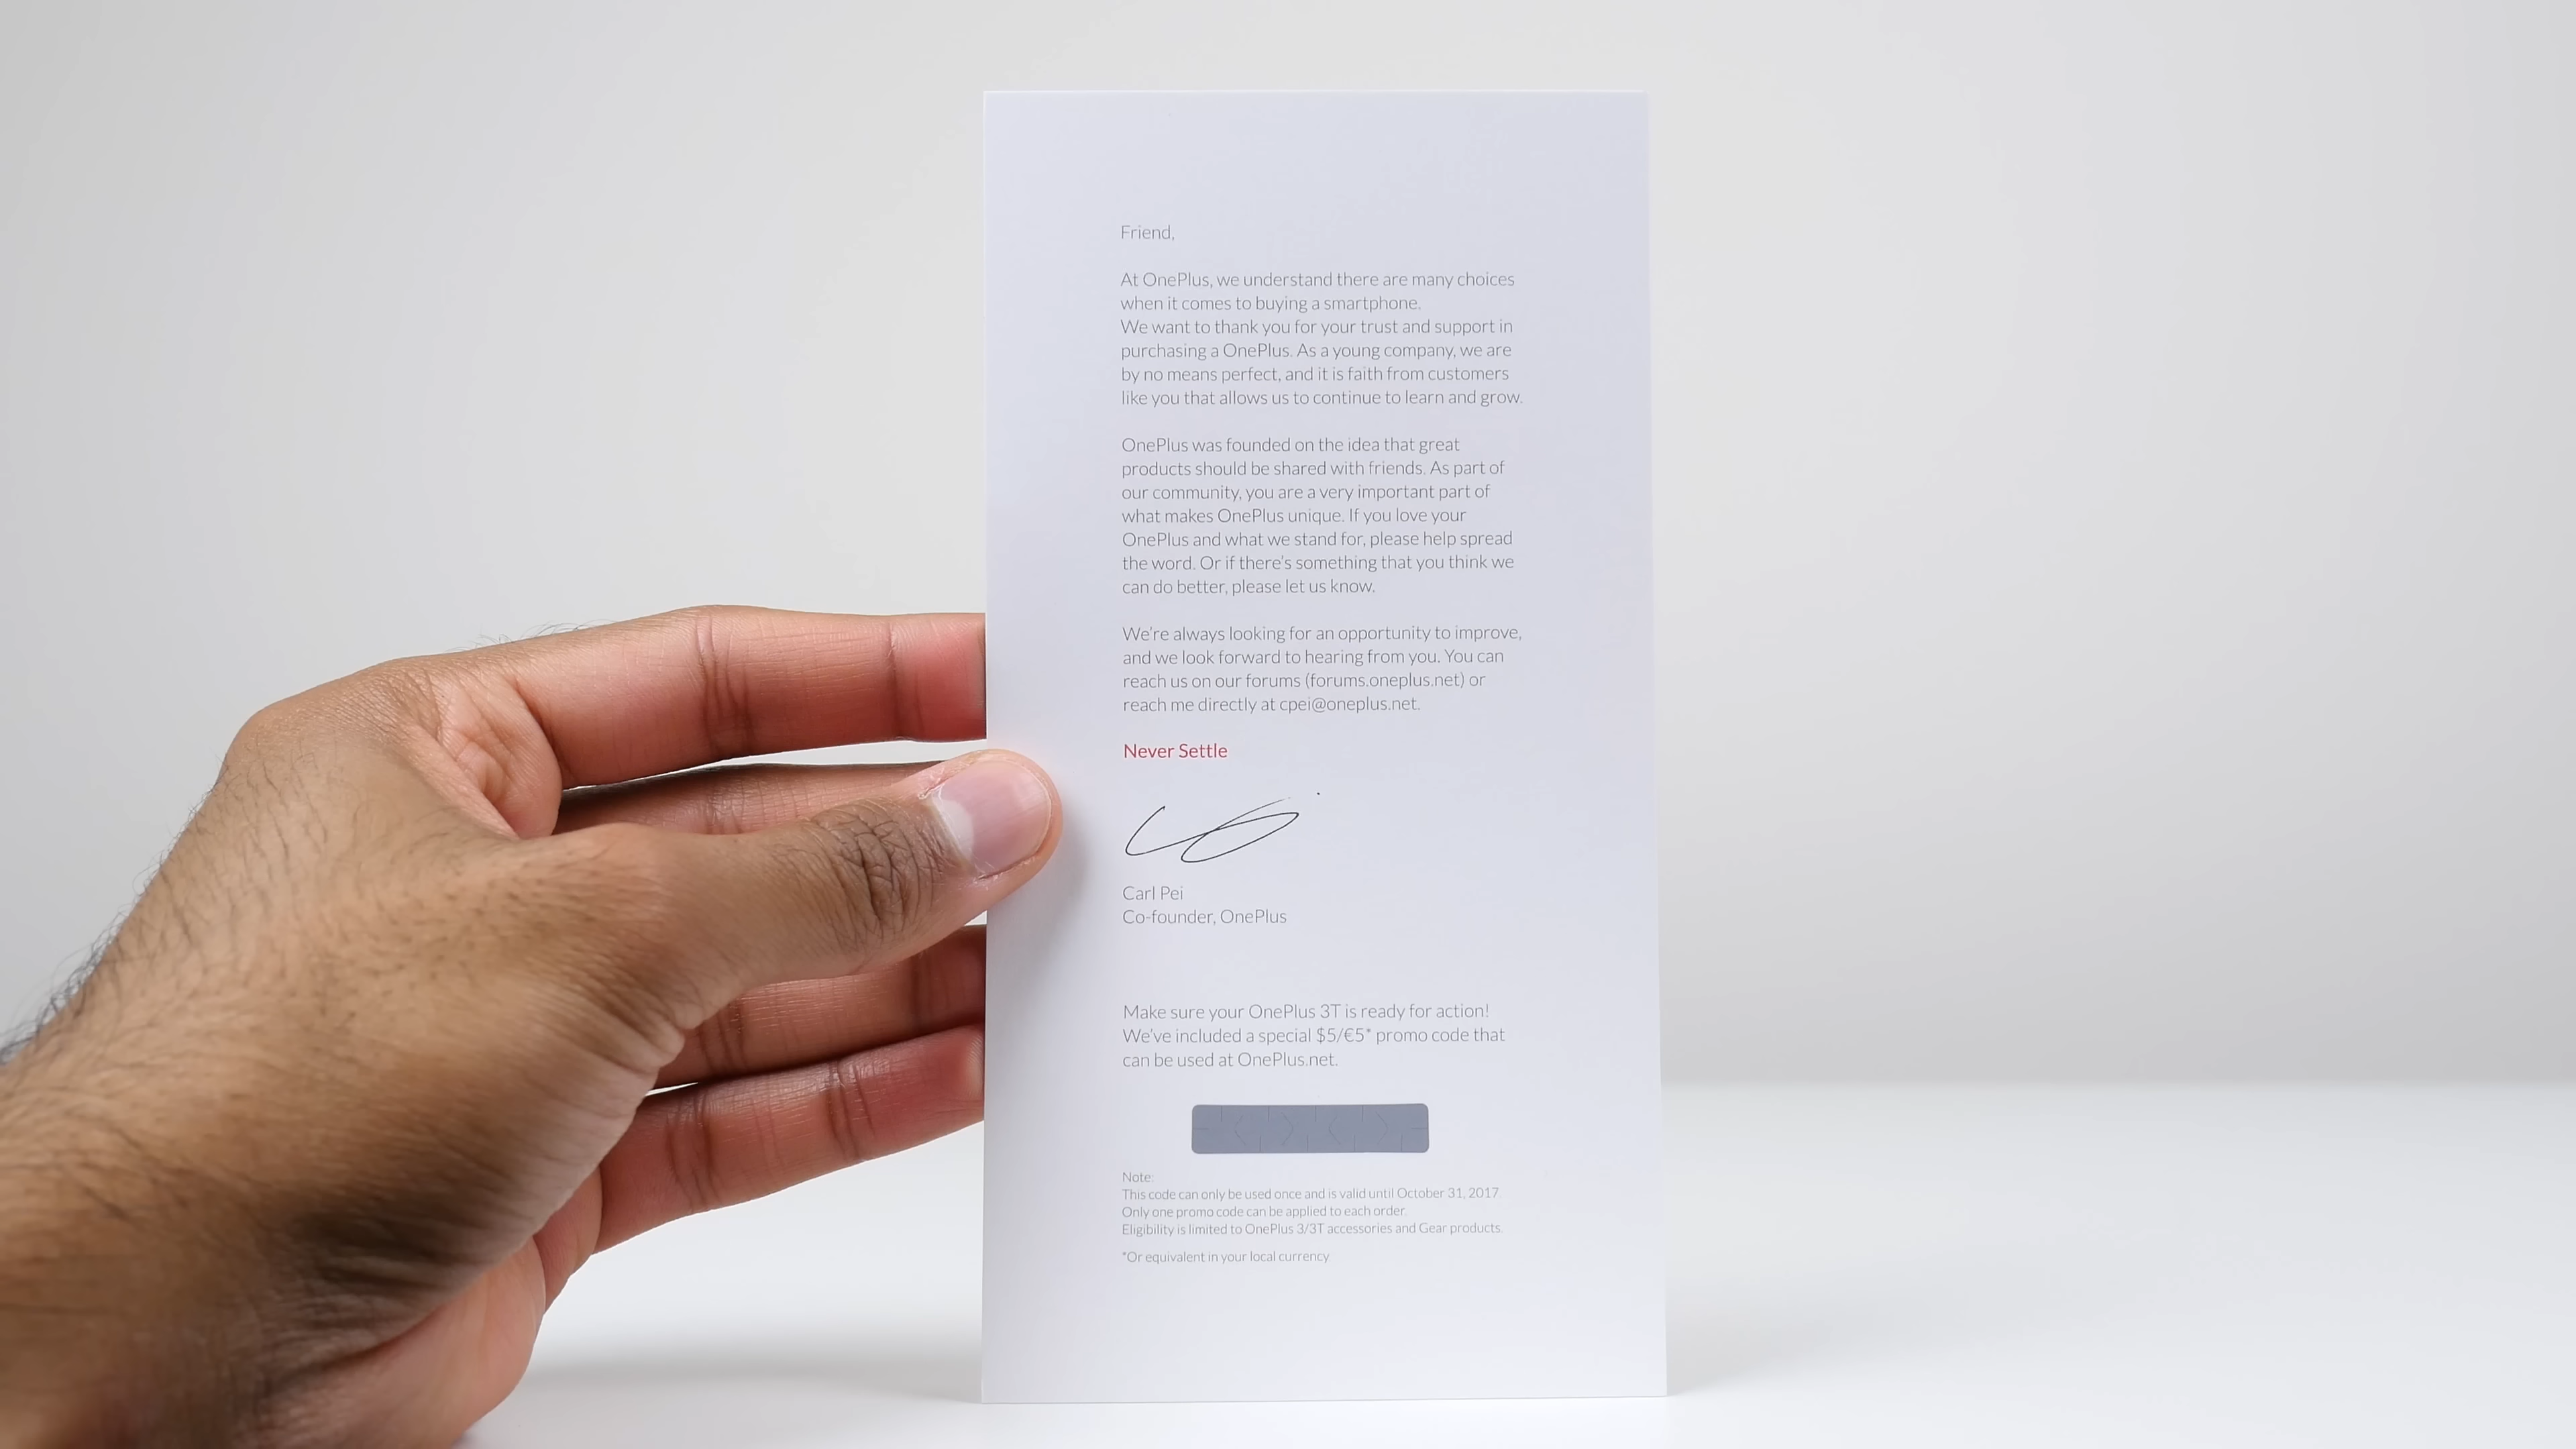 Friend,
At OnePlus, we understand there are many choices
when it comes to buying a smartphone.
We want to thank you for your trust and support in
purchasing a OnePlus. As a young company, we are
by no means perfect, and it is faith from customers
like you that allows us to continue to learn and grow.
OnePlus was founded on the idea that great
products should be shared with friends. As part of
our community, you are a very important part of
what makes OnePlus unique. If you love your
OnePlus and what we stand for, please help spread
the word. Or if there's something that you think we
can do better, please let us know.
We're always looking for an opportunity to improve,
and we look forward to hearing from you. You can
reach us on our forums (forums.oneplus.net) or
reach me directly at cpei@oneplus.net.
Never Settle
Carl Pei
Co-founder, OnePlus
Make sure your OnePlus 3T is ready for action!
We've included a special $5/€5* promo code that
can be used at OnePlus.net.
Note:
This code can only be used once and is valid until October 31, 2017.
Only one promo code can be applied to each order.
Eligibility is limited to OnePlus 3/3T accessories and Gear products.
*Or equivalent in your local currency.